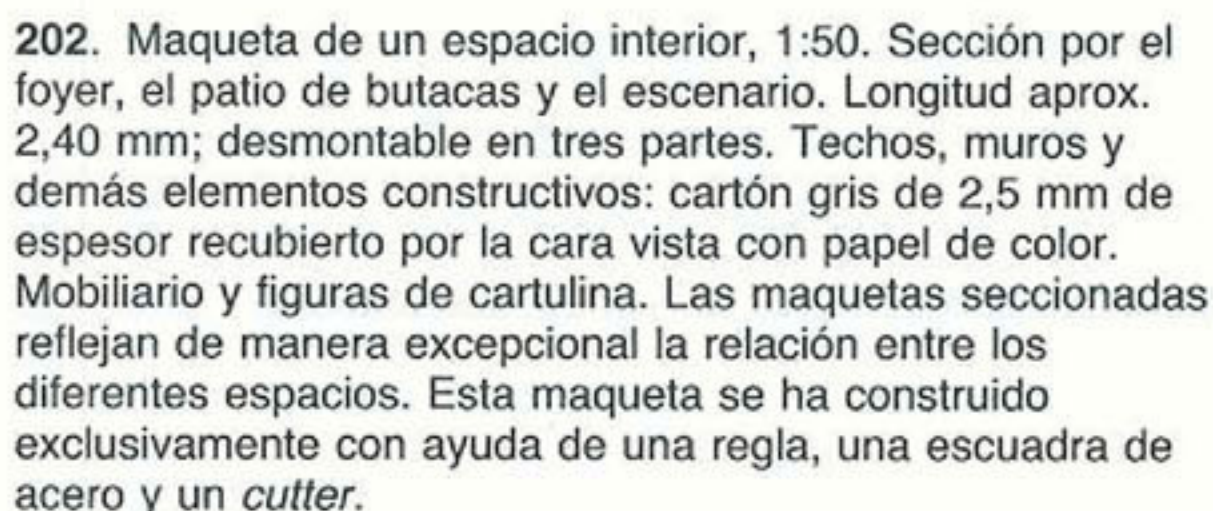 202. Maqueta de un espacio interior, 1:50. Sección por el
foyer, el patio de butacas y el escenario. Longitud aprox.
2,40 mm; desmontable en tres partes. Techos, muros y
demás elementos constructivos: cartón gris de 2,5 mm de
espesor recubierto por la cara vista con papel de color.
Mobiliario y figuras de cartulina. Las maquetas seccionadas
reflejan de manera excepcional la relación entre los
diferentes espacios. Esta maqueta se ha construido
exclusivamente con ayuda de una regla, una escuadra de
acero y un cutter.